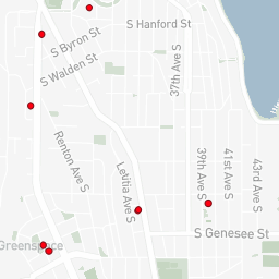 S Hanford St
S Byron St
S Walden St
37th Ave S
Renton Ave S
Letitia Ave S
39th Ave S
41st Ave S
43rd Ave S
S Genesee St
Greenspace